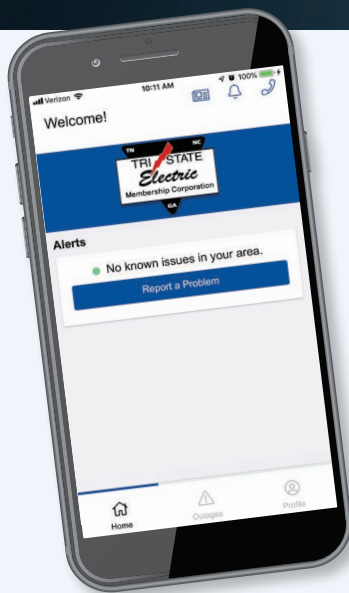 Verizon
10:11 AM
100%
Welcome!
TN
NC
TRI STATE
Electric
Membership Corporation
GA
Alerts
No known issues in your area.
Report a Problem
Home
Outages
Profile